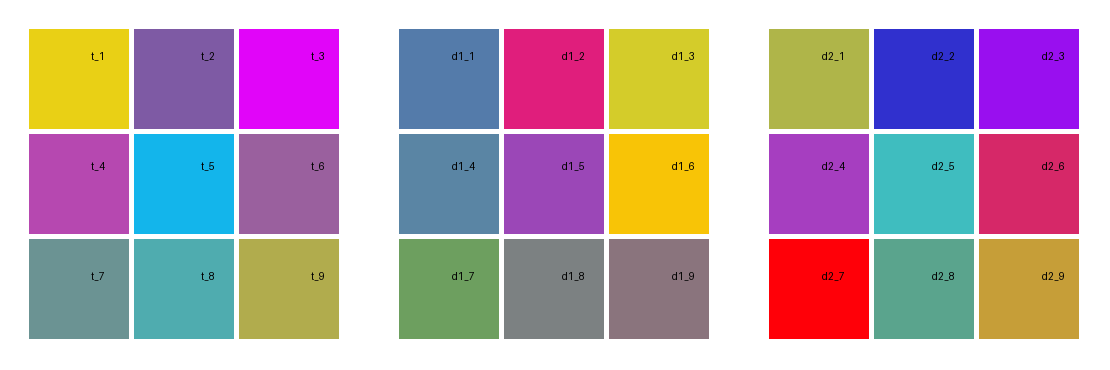 t_1 t_2 t_3 d1_1 d1_2 d1_3 d2_1 d2_2 d2_3
t_4 t_5 t_6 d1_4 d1_5 d1_6 d2_4 d2_5 d2_6
t_7 t_8 t_9 d1_7 d1_8 d1_9 d2_7 d2_8 d2_9